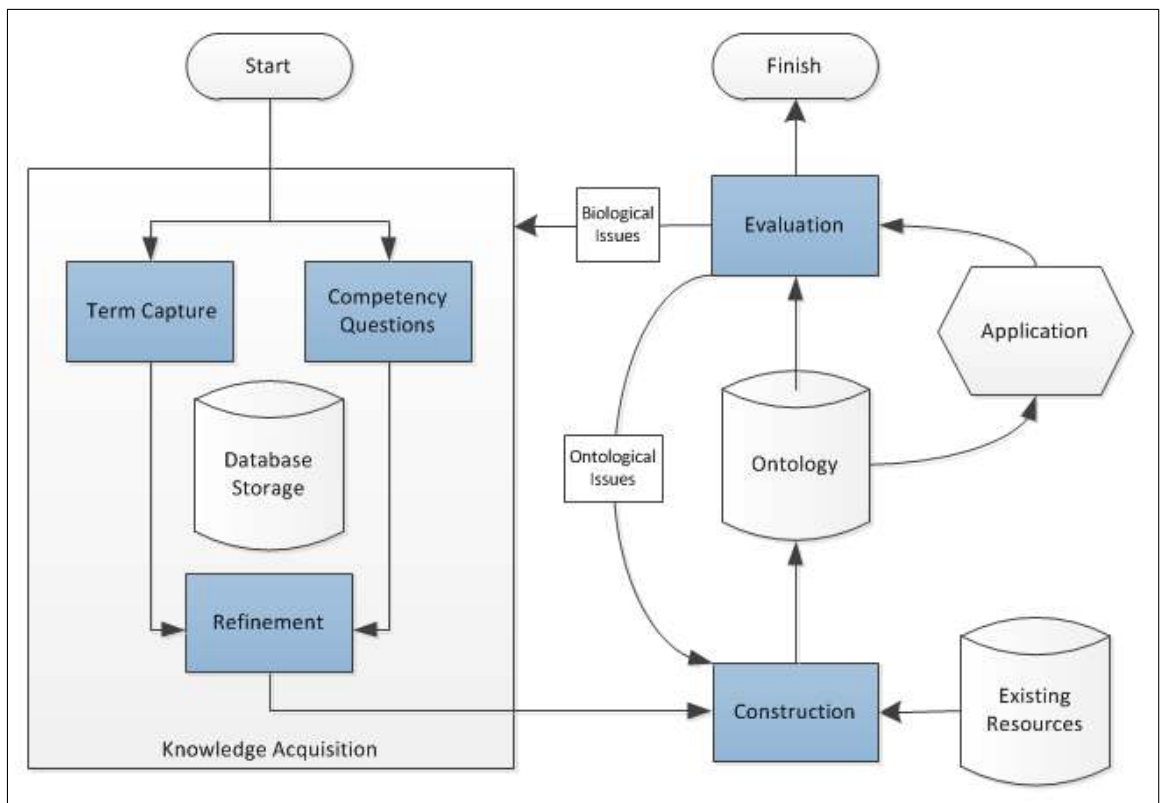 Start
Finish
Biological
Issues
Evaluation
Term Capture
Competency
Questions
Application
Database
Storage
Ontological
Issues
Ontology
Refinement
Construction
Existing
Resources
Knowledge Acquisition